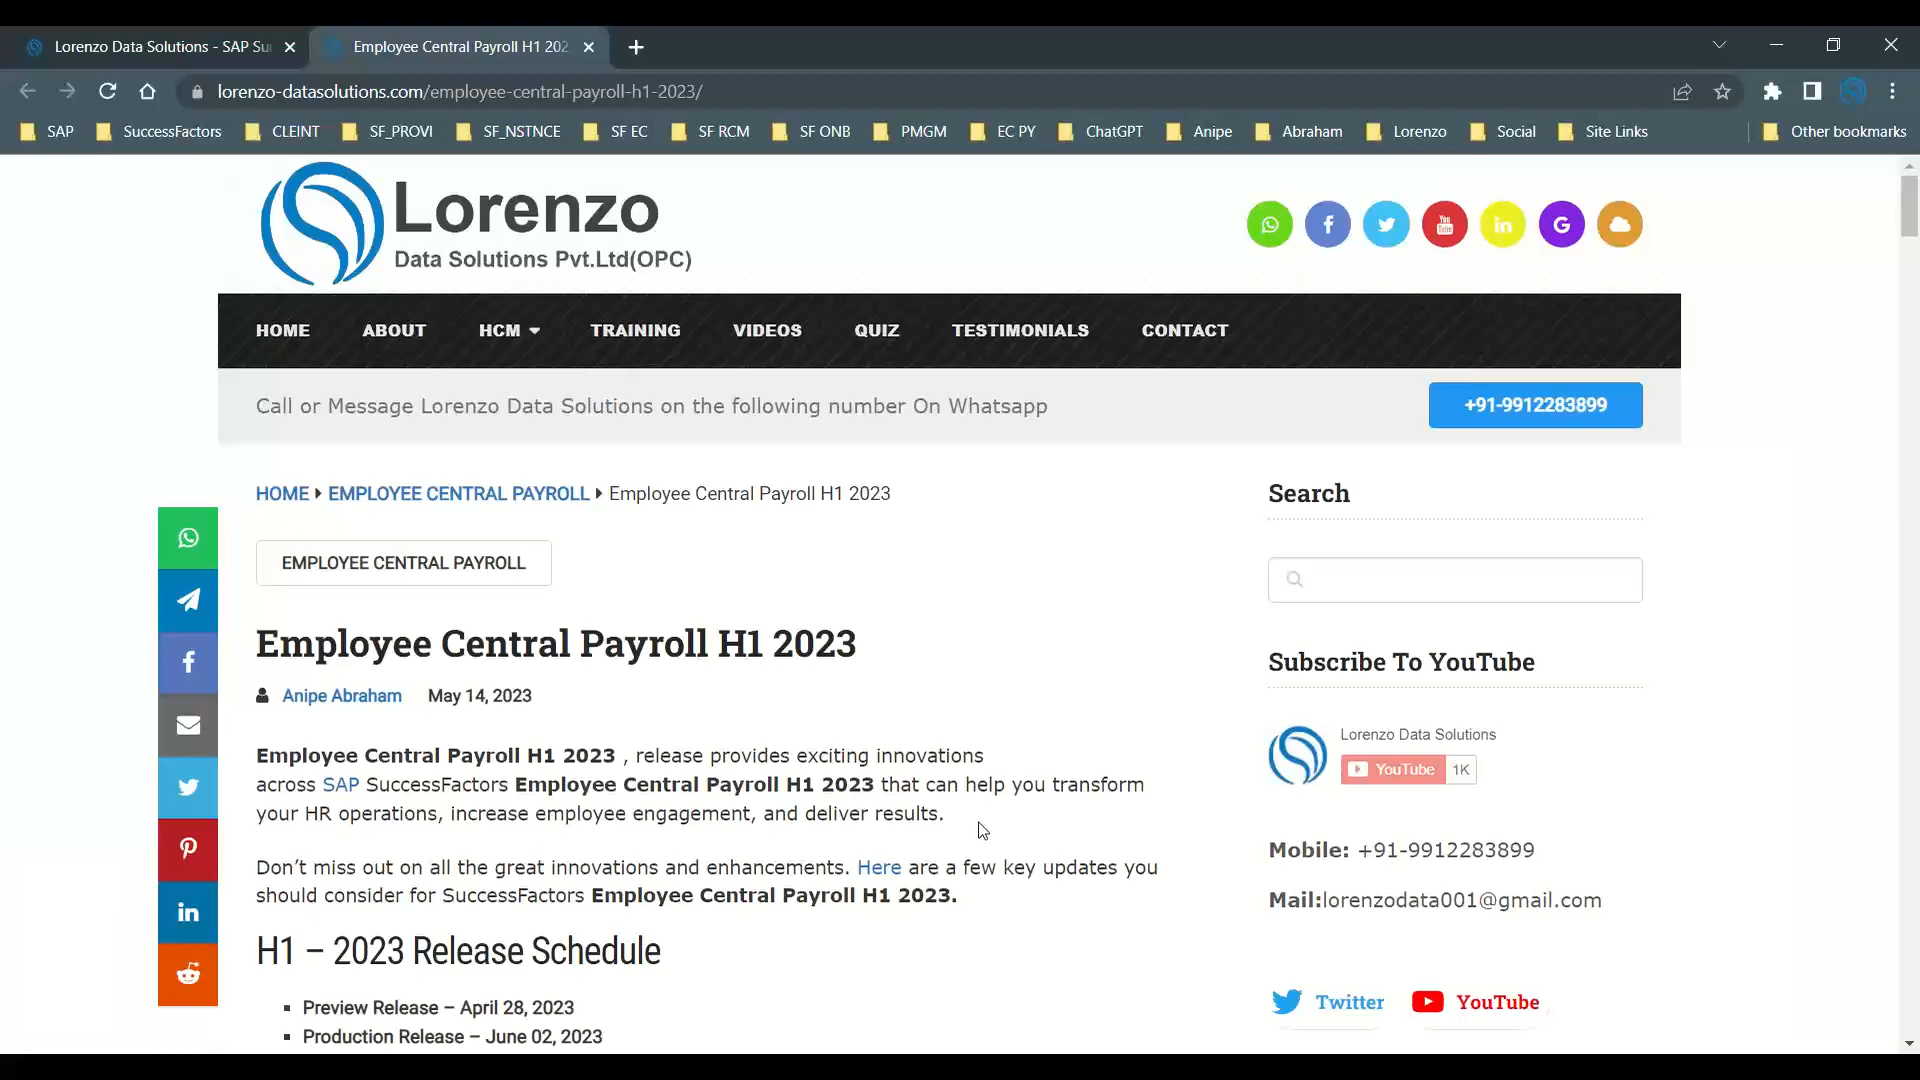 Lorenzo Data Solutions - SAP Su
Employee Central Payroll H1 202
lorenzo-datasolutions.com/employee-central-payroll-h1-2023/
SAP SuccessFactors CLEINT SF_PROVI SF_NSTNCE SF EC SF RCM SF ONB PMGM EC PY ChatGPT Anipe Abraham Lorenzo Social Site Links Other bookmarks
Lorenzo
Data Solutions Pvt.Ltd(OPC)
HOME ABOUT HCM TRAINING VIDEOS QUIZ TESTIMONIALS CONTACT
Call or Message Lorenzo Data Solutions on the following number On Whatsapp
+91-9912283899
HOME EMPLOYEE CENTRAL PAYROLL Employee Central Payroll H1 2023
EMPLOYEE CENTRAL PAYROLL
Employee Central Payroll H1 2023
Anipe Abraham May 14, 2023
Employee Central Payroll H1 2023 , release provides exciting innovations
across SAP SuccessFactors Employee Central Payroll H1 2023 that can help you transform
your HR operations, increase employee engagement, and deliver results.
Don’t miss out on all the great innovations and enhancements. Here are a few key updates you
should consider for SuccessFactors Employee Central Payroll H1 2023.
H1 – 2023 Release Schedule
Preview Release – April 28, 2023
Production Release – June 02, 2023
Search
Subscribe To YouTube
Lorenzo Data Solutions
YouTube 1K
Mobile: +91-9912283899
Mail:lorenzodata001@gmail.com
Twitter YouTube